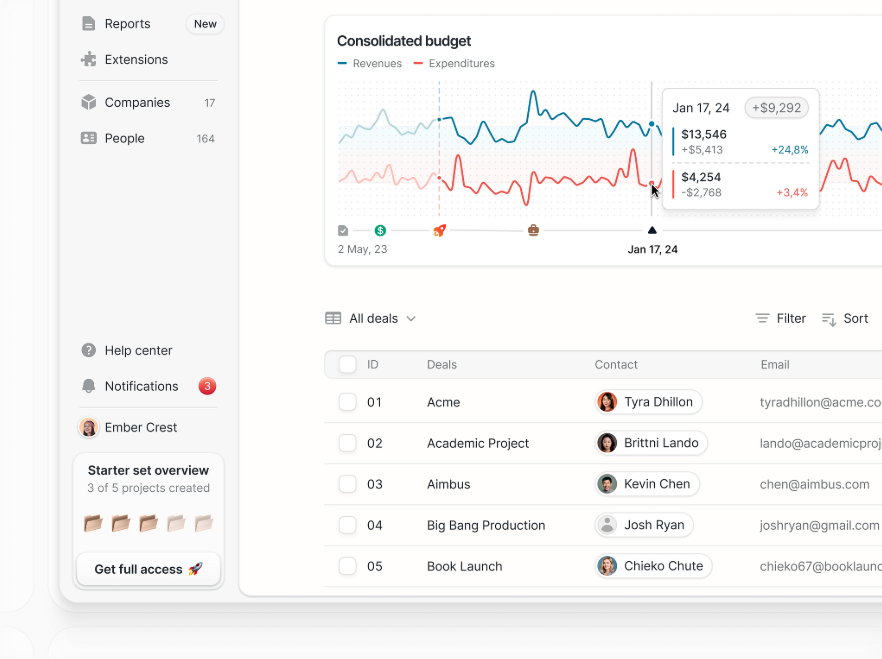 Reports New
Extensions
Companies 17
People 164
Help center
Notifications 3
Ember Crest
Starter set overview
3 of 5 projects created
Get full access
Consolidated budget
Revenues Expenditures
Jan 17, 24 +$9,292
$13,546
+$5,413 +24,8%
$4,254
-$2,768 +3,4%
2 May, 23 Jan 17, 24
All deals Filter Sort
ID Deals Contact Email
01 Acme Tyra Dhillon tyradhillon@acme.co
02 Academic Project Brittni Lando lando@academicproj
03 Aimbus Kevin Chen chen@aimbus.com
04 Big Bang Production Josh Ryan joshryan@gmail.com
05 Book Launch Chieko Chute chieko67@booklaunc